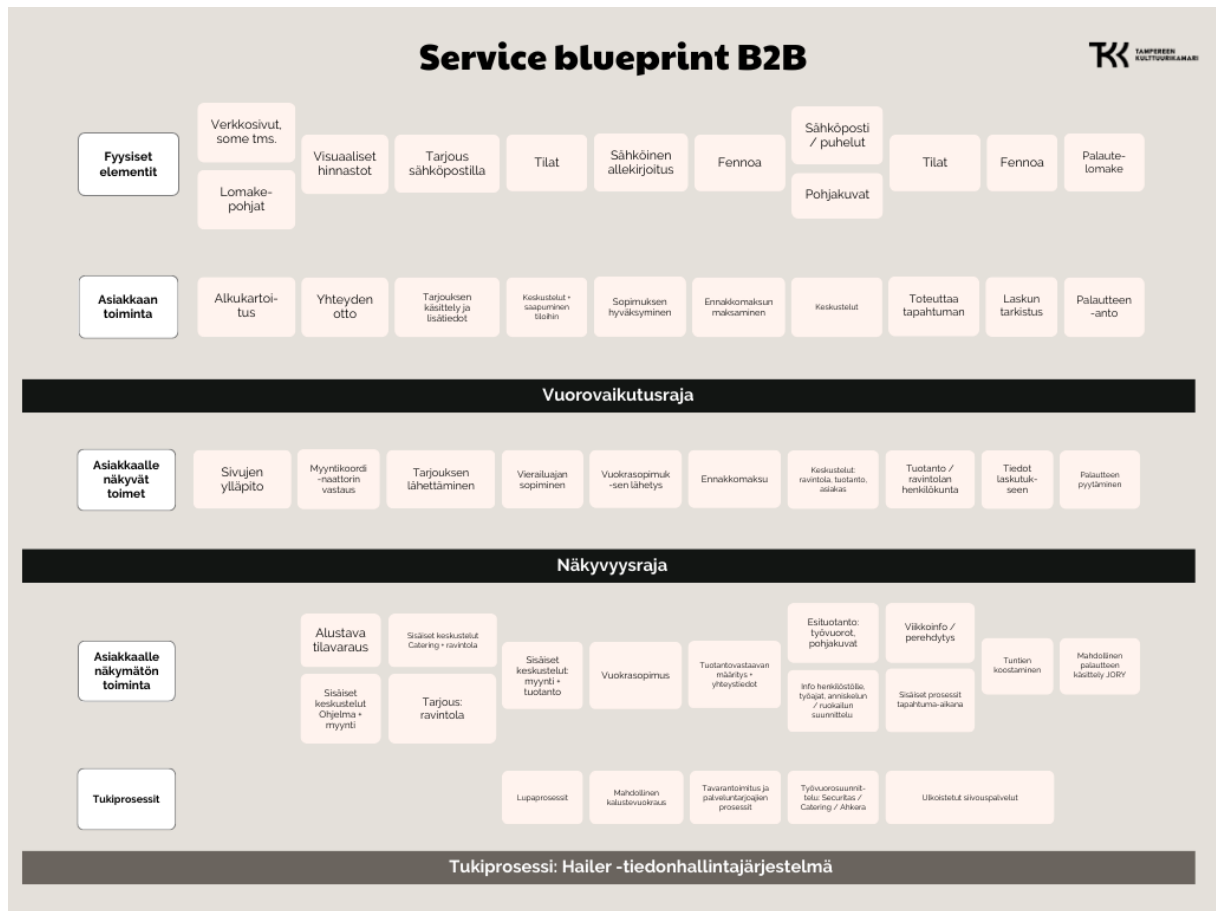 Service blueprint B2B
TKK
TAMPEREEN
KULTTUURIKAMARI
Fyysiset
elementit
Verkkosivut,
some tms.
Lomake-
pohjat
Visuaaliset
hinnastot
Tarjous
sähköpostilla
Tilat
Sähköinen
allekirjoitus
Fennoa
Sähköposti
/ puhelut
Pohjakuvat
Tilat
Fennoa
Palaute-
lomake
Asiakkaan
toiminta
Alkukartoi-
tus
Yhteyden
otto
Tarjouksen
käsittely ja
lisätiedot
Keskustelut +
saapuminen
tiloihin
Sopimuksen
hyväksyminen
Ennakkomaksun
maksaminen
Keskustelut
Toteuttaa
tapahtuman
Laskun
tarkistus
Palautteen
-anto
Vuorovaikutusraja
Asiakkaalle
näkyvät
toimet
Sivujen
ylläpito
Myyntikoordi
-naattorin
vastaus
Tarjouksen
lähettäminen
Vierailuajan
sopiminen
Vuokrasopimuk
-sen lähetys
Ennakkomaksu
Keskustelut:
ravintola, tuotanto,
asiakas
Tuotanto /
ravintolan
henkilökunta
Tiedot
laskutuk-
seen
Palautteen
pyytäminen
Näkyvyysraja
Asiakkaalle
näkymätön
toiminta
Alustava
tilavaraus
Sisäiset
keskustelut
Ohjelma +
myynti
Sisäiset keskustelut
Catering + ravintola
Tarjous:
ravintola
Sisäiset
keskustelut:
myynti +
tuotanto
Vuokrasopimus
Tuotantovastaavan
määritys +
yhteystiedot
Esituotanto:
työvuorot,
pohjakuvat
Info henkilöstölle,
työajat, anniskelun
/ ruokailun
suunnittelu
Viikkoinfo /
perehdytys
Sisäiset prosessit
tapahtuma-aikana
Tuntien
koostaminen
Mahdollinen
palautteen
käsittely JORY
Tukiprosessit
Lupaprosessit
Mahdollinen
kalustevuokraus
Tavarantoimitus ja
palveluntarjoajien
prosessit
Työvuorosuunnit-
telu: Securitas /
Catering / Ahkera
Ulkoistetut siivouspalvelut
Tukiprosessi: Hailer -tiedonhallintajärjestelmä